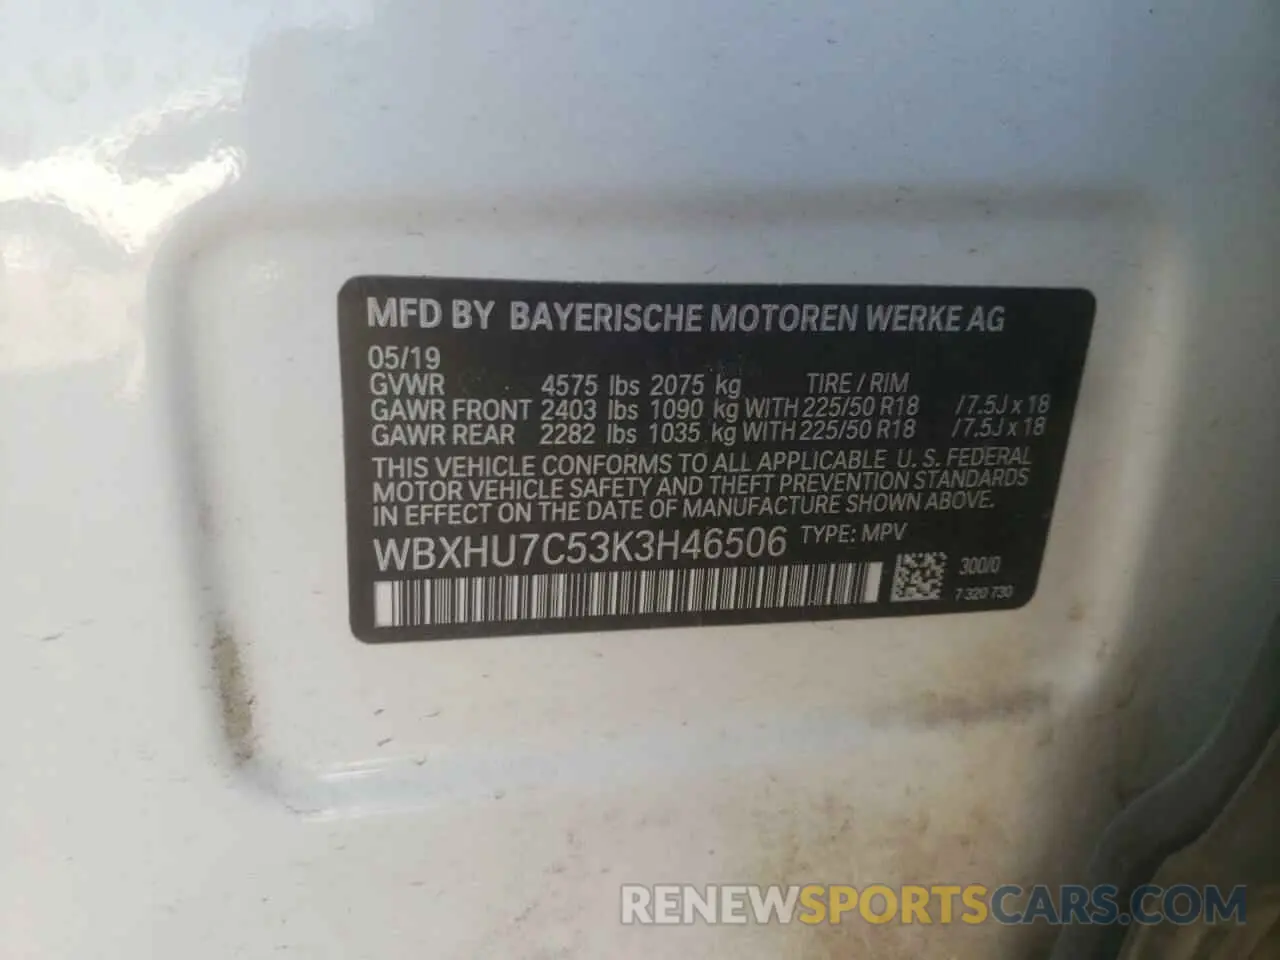 MFD BY BAYERISCHE MOTOREN WERKE AG
05/19
GVWR 4575 lbs 2075 kg TIRE / RIM
GAWR FRONT 2403 lbs 1090 kg WITH 225/50 R18 /7.5J x 18
GAWR REAR 2282 lbs 1035 kg WITH 225/50 R18 /7.5J x 18
THIS VEHICLE CONFORMS TO ALL APPLICABLE U. S. FEDERAL
MOTOR VEHICLE SAFETY AND THEFT PREVENTION STANDARDS
IN EFFECT ON THE DATE OF MANUFACTURE SHOWN ABOVE.
WBXHU7C53K3H46506 TYPE: MPV
300/0
7 320 730
RENEWSPORTSCARS.COM